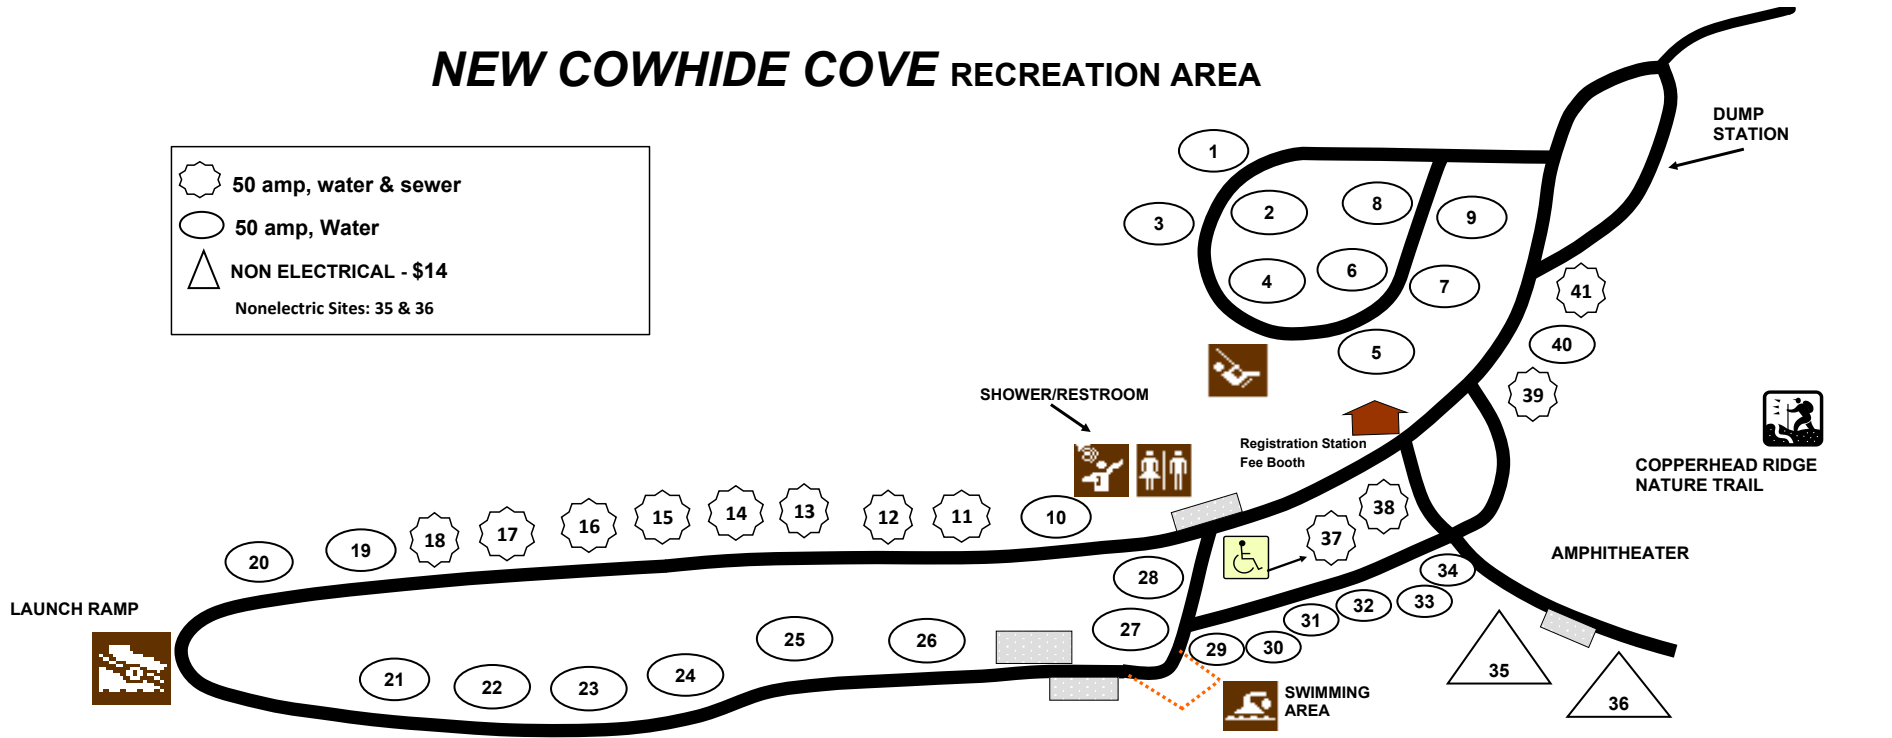 NEW COWHIDE COVE RECREATION AREA
DUMP
STATION
50 amp, water & sewer
50 amp, Water
NON ELECTRICAL - $14
Nonelectric Sites: 35 & 36
1
2
3
4
5
6
7
8
9
41
40
39
SHOWER/RESTROOM
Registration Station
Fee Booth
COPPERHEAD RIDGE
NATURE TRAIL
20
19
18
17
16
15
14
13
12
11
10
38
37
AMPHITHEATER
LAUNCH RAMP
21
22
23
24
25
26
27
28
29
30
31
32
33
34
35
36
SWIMMING
AREA